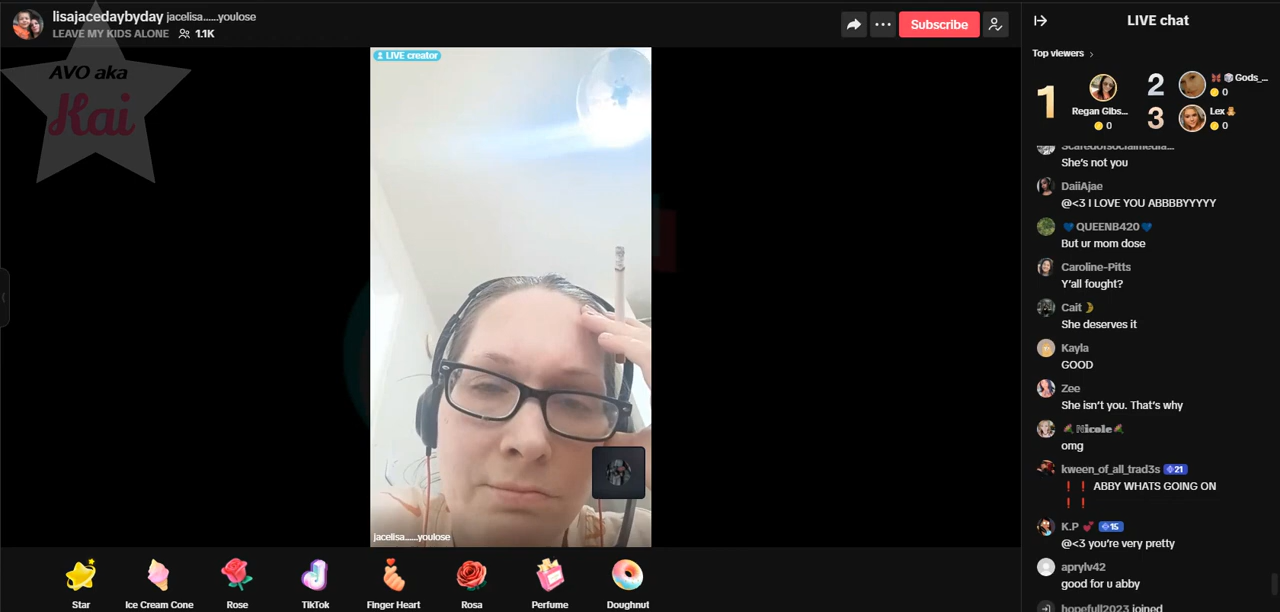 lisajacedaybyday jacelisa......youlose
LEAVE MY KIDS ALONE 1.1K
Subscribe
AVO aka
Kai
LIVE creator
jacelisa......youlose
Star
Ice Cream Cone
Rose
TikTok
Finger Heart
Rosa
Perfume
Doughnut
LIVE chat
Top viewers
1
Regan Gibs...
0
2
Gods_...
0
3
Lex
0
Scaredofsocialmedia...
She's not you
DaiiAjae
@<3 I LOVE YOU ABBBBYYYYY
QUEENB420
But ur mom dose
Caroline-Pitts
Y'all fought?
Cait
She deserves it
Kayla
GOOD
Zee
She isn't you. That's why
Nicole
omg
kween_of_all_trad3s 21
❗❗ ABBY WHATS GOING ON
❗❗
K.P 15
@<3 you're very pretty
aprylv42
good for u abby
hopefull2023 joined